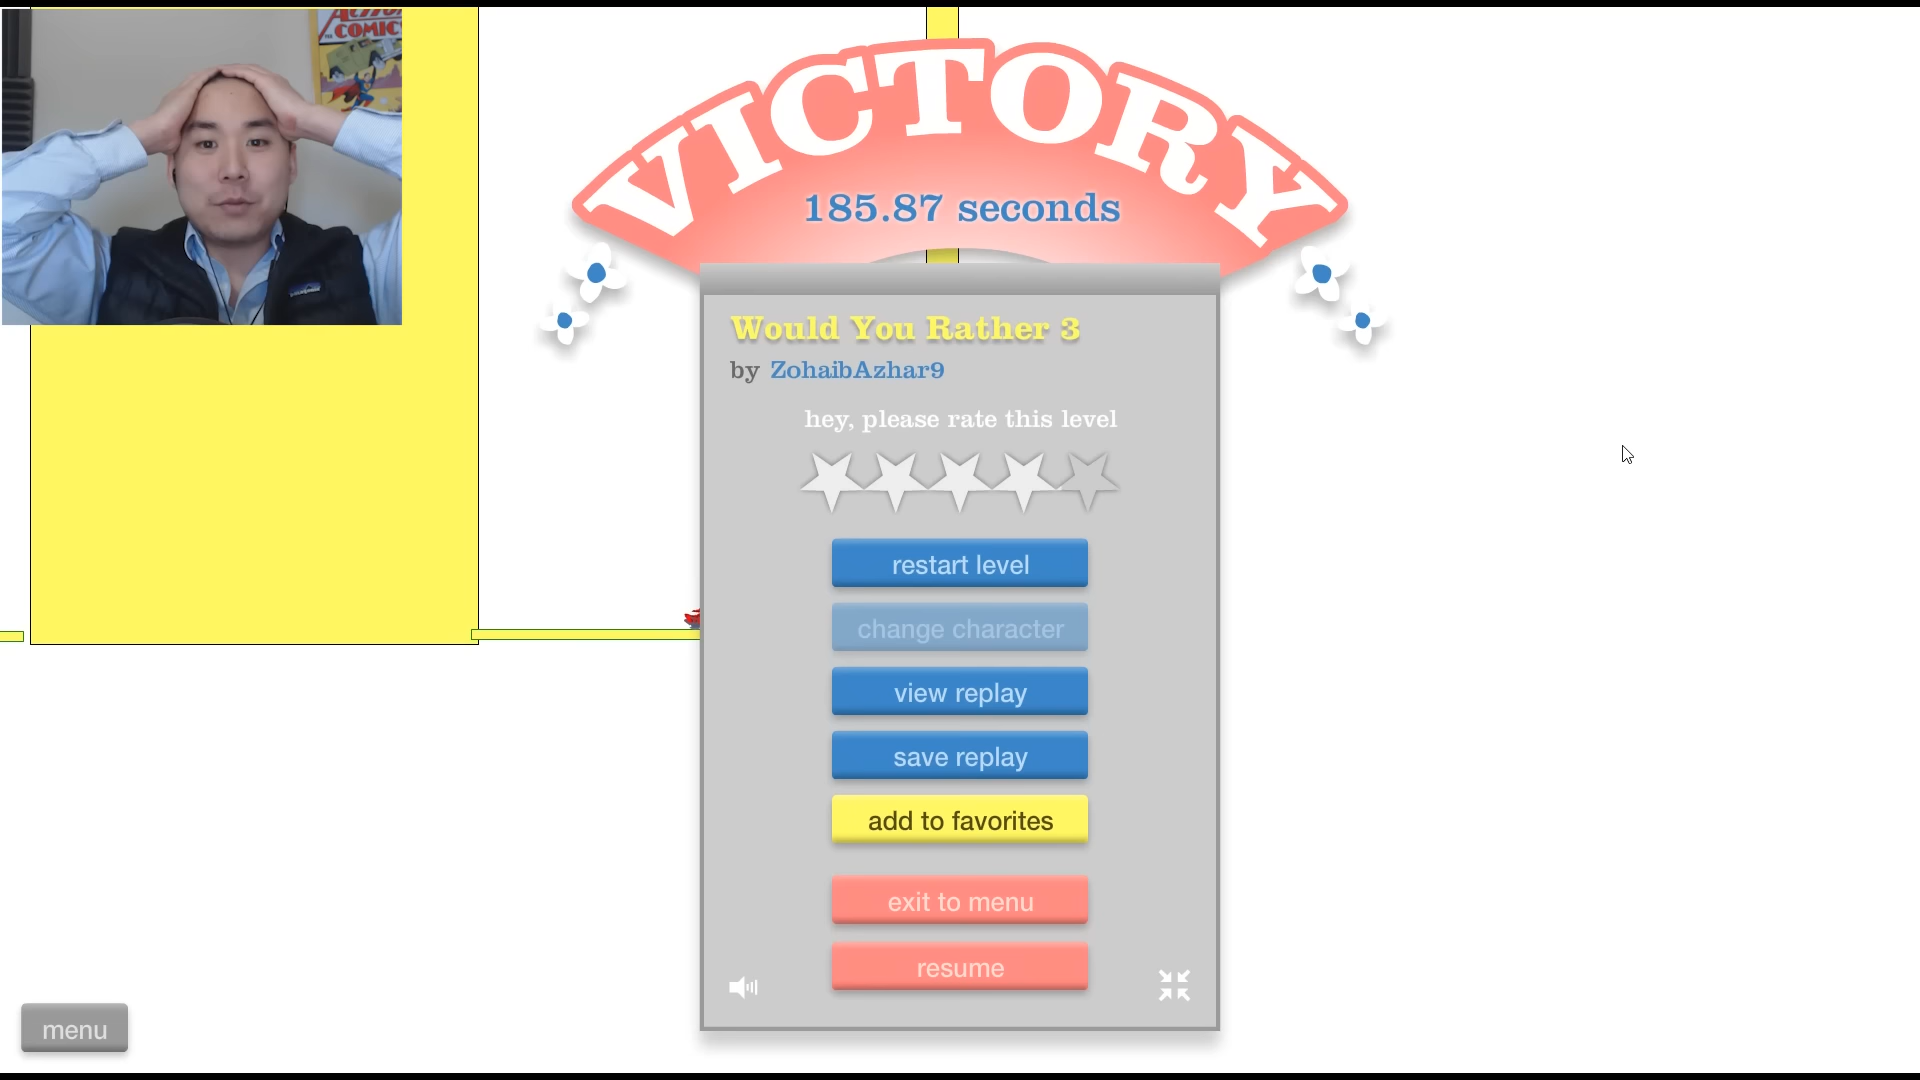 ACTION
COMIC
VICTORY
185.87 seconds
Would You Rather 3
by ZohaibAzhar9
hey, please rate this level
restart level
change character
view replay
save replay
add to favorites
exit to menu
resume
menu